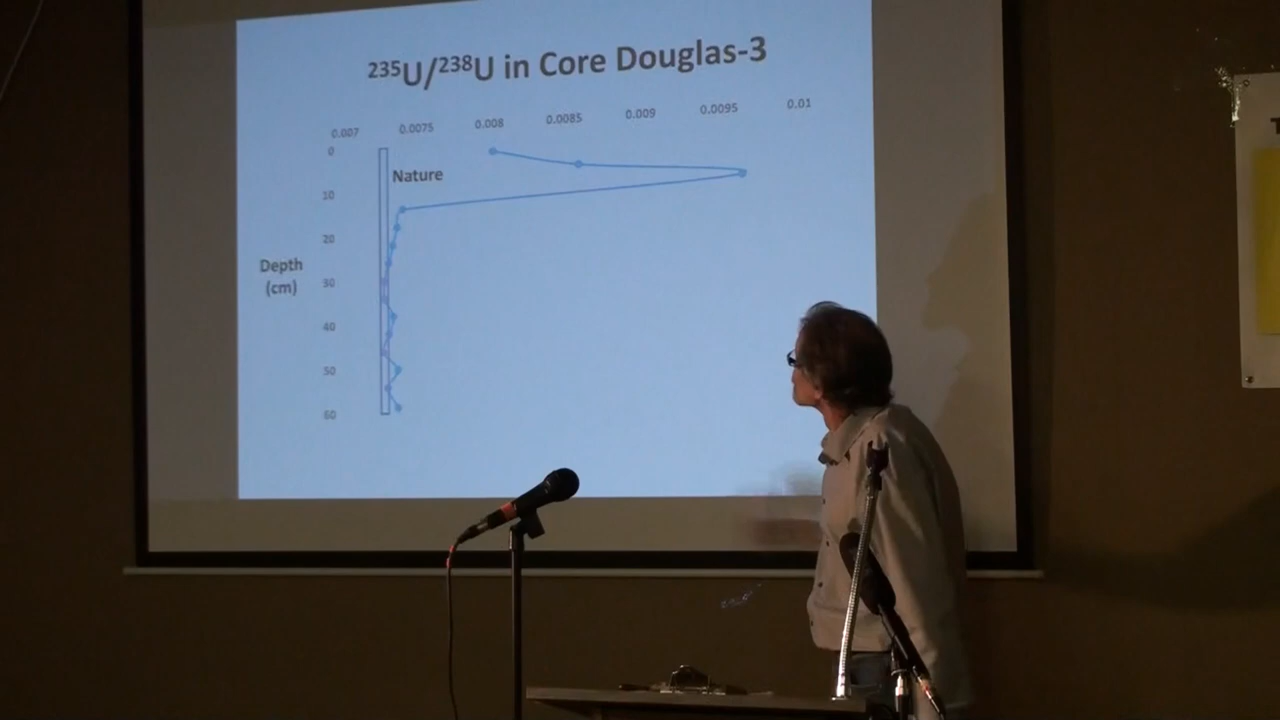 ²³⁵U/²³⁸U in Core Douglas-3
0.007 0.0075 0.008 0.0085 0.009 0.0095 0.01
0
Nature
10
20
Depth
(cm)
30
40
50
60